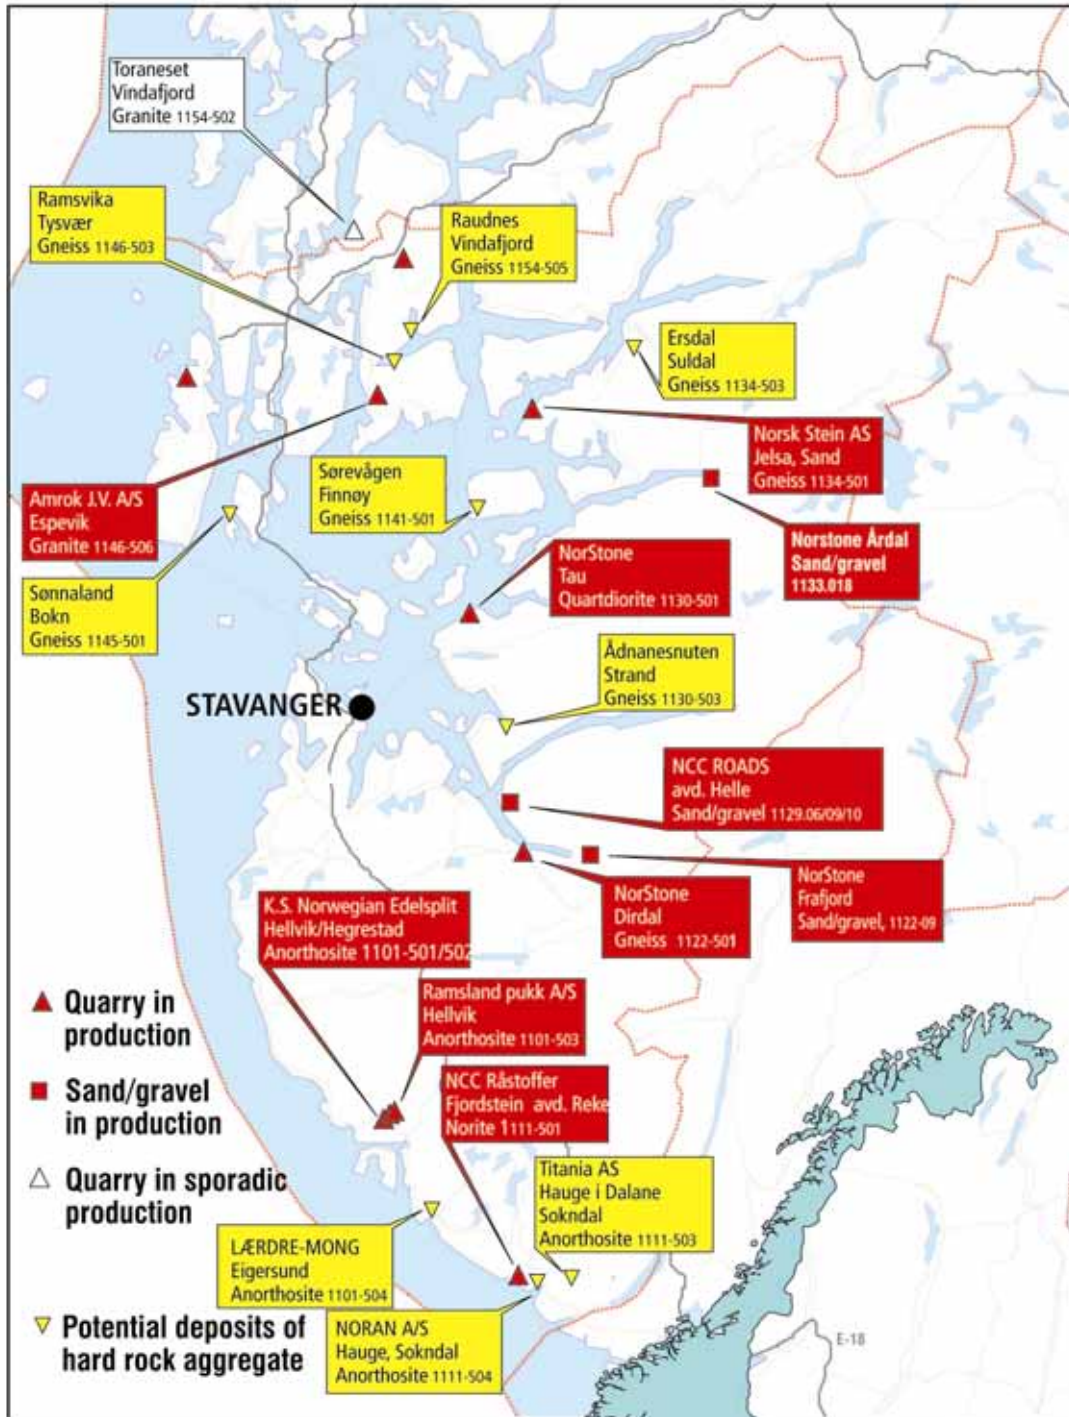 Toraneset
Vindafjord
Granite 1154-502
Ramsvika
Tysvær
Gneiss 1146-503
Raudnes
Vindafjord
Gneiss 1154-505
Ersdal
Suldal
Gneiss 1134-503
Norsk Stein AS
Jelsa, Sand
Gneiss 1134-501
Sørevågen
Finnøy
Gneiss 1141-501
Amrok J.V. A/S
Espevik
Granite 1146-506
Norstone Årdal
Sand/gravel
1133.018
NorStone
Tau
Quartdiorite 1130-501
Sønnaland
Bokn
Gneiss 1145-501
Ådnanesnuten
Strand
Gneiss 1130-503
STAVANGER
NCC ROADS
avd. Helle
Sand/gravel 1129.06/09/10
NorStone
Frafjord
Sand/gravel, 1122-09
NorStone
Dirdal
Gneiss 1122-501
K.S. Norwegian Edelsplit
Hellvik/Hegrestad
Anorthosite 1101-501/502
Ramsland pukk A/S
Hellvik
Anorthosite 1101-503
NCC Råstoffer
Fjordstein avd. Reke
Norite 1111-501
Titania AS
Hauge i Dalane
Sokndal
Anorthosite 1111-503
LÆRDRE-MONG
Eigersund
Anorthosite 1101-504
NORAN A/S
Hauge, Sokndal
Anorthosite 1111-504
Quarry in
production
Sand/gravel
in production
Quarry in sporadic
production
Potential deposits of
hard rock aggregate
E-18